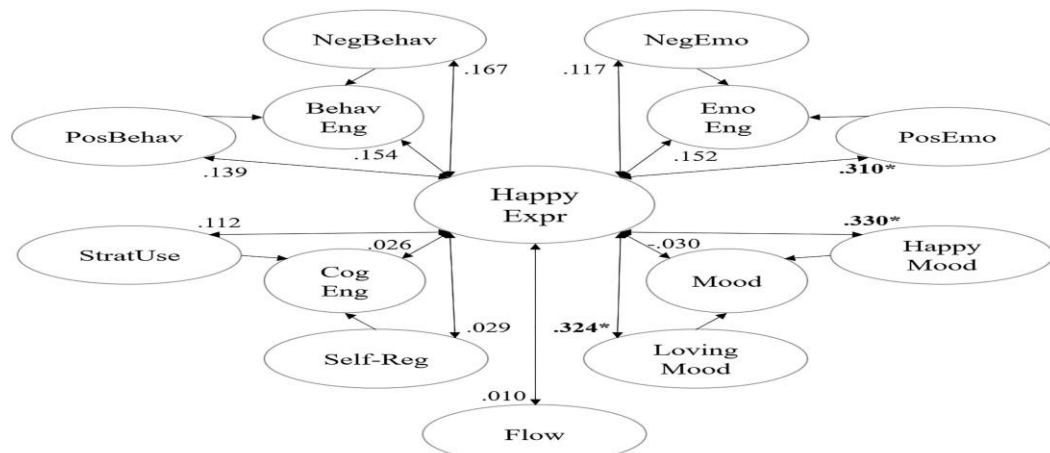 NegBehav
NegEmo
.167
.117
Behav
Eng
Emo
Eng
PosBehav
PosEmo
.154
.152
.139
.310*
Happy
Expr
.112
.330*
.026
-.030
StratUse
Happy
Mood
Cog
Eng
Mood
.029
.324*
Self-Reg
Loving
Mood
.010
Flow